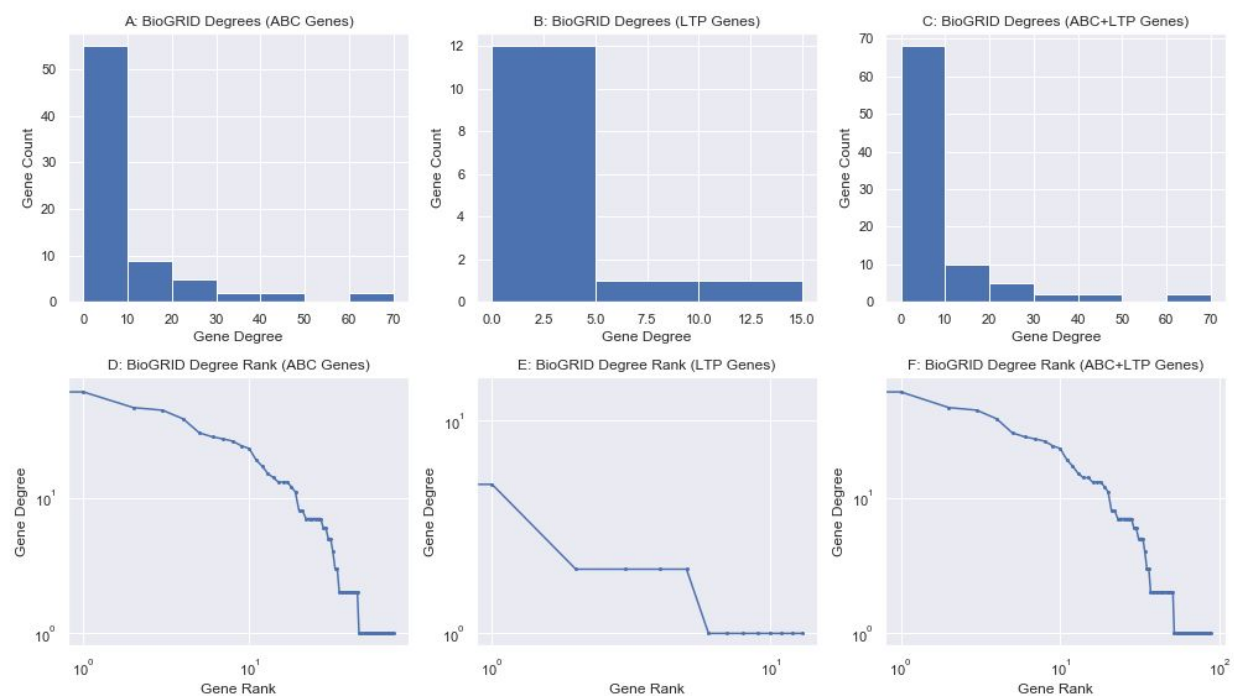 A: BioGRID Degrees (ABC Genes)
Gene Count
50
40
30
20
10
0
0 10 20 30 40 50 60 70
Gene Degree
B: BioGRID Degrees (LTP Genes)
Gene Count
12
10
8
6
4
2
0
0.0 2.5 5.0 7.5 10.0 12.5 15.0
Gene Degree
C: BioGRID Degrees (ABC+LTP Genes)
Gene Count
70
60
50
40
30
20
10
0
0 10 20 30 40 50 60 70
Gene Degree
D: BioGRID Degree Rank (ABC Genes)
Gene Degree
10¹
10⁰
10⁰ 10¹
Gene Rank
E: BioGRID Degree Rank (LTP Genes)
Gene Degree
10¹
10⁰
10⁰ 10¹
Gene Rank
F: BioGRID Degree Rank (ABC+LTP Genes)
Gene Degree
10¹
10⁰
10⁰ 10¹ 10²
Gene Rank